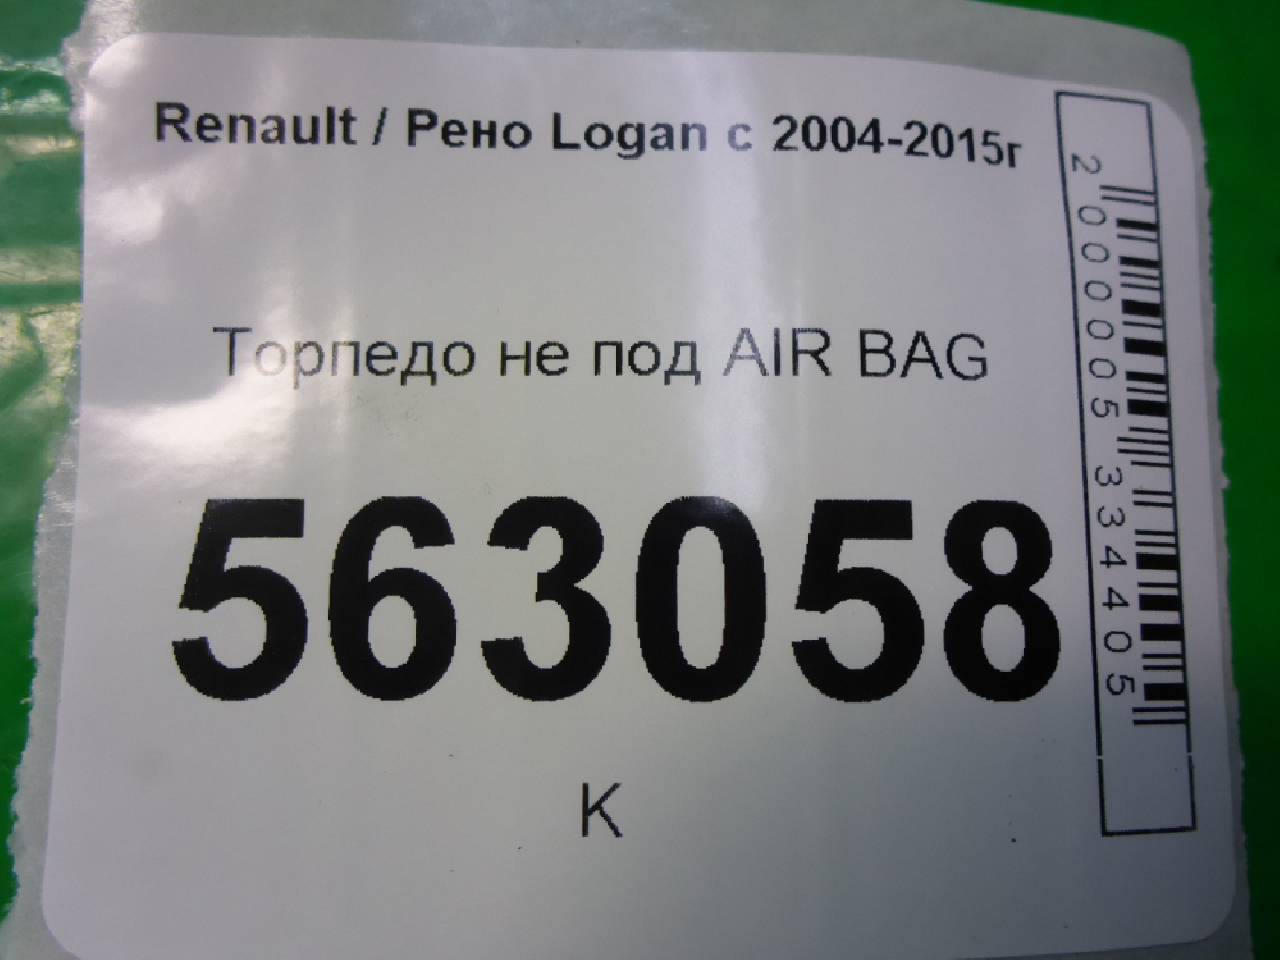 Renault / Рено Logan с 2004-2015г
Торпедо не под AIR BAG
563058
К
2000005334405